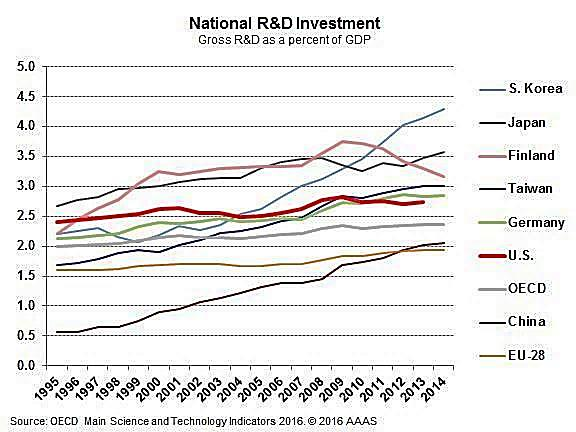 National R&D Investment
Gross R&D as a percent of GDP
5.0
4.5
4.0
3.5
3.0
2.5
2.0
1.5
1.0
0.5
0.0
1995
1996
1997
1998
1999
2000
2001
2002
2003
2004
2005
2006
2007
2008
2009
2010
2011
2012
2013
2014
S. Korea
Japan
Finland
Taiwan
Germany
U.S.
OECD
China
EU-28
Source: OECD Main Science and Technology Indicators 2016. © 2016 AAAS